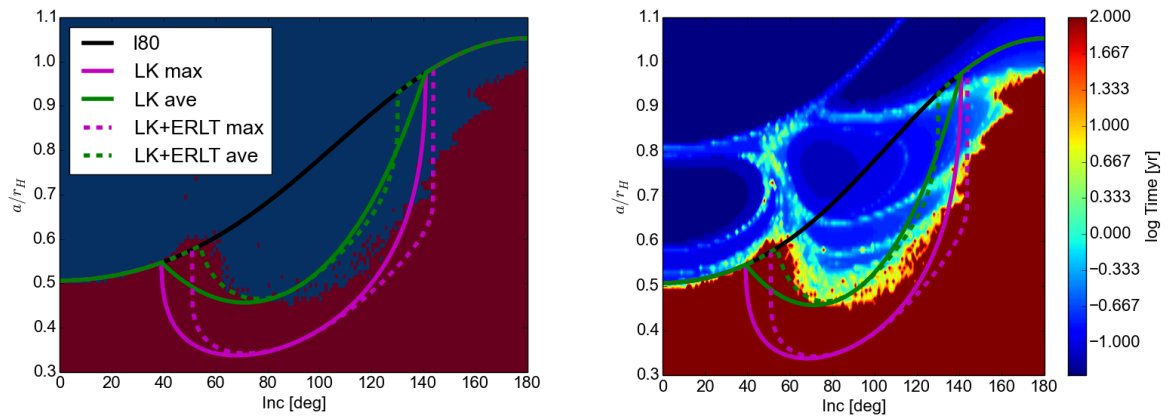 1.1
1.0
0.9
0.8
0.7
0.6
0.5
0.4
0.3
a/r_H
I80
LK max
LK ave
LK+ERLT max
LK+ERLT ave
0 20 40 60 80 100 120 140 160 180
Inc [deg]
1.1
1.0
0.9
0.8
0.7
0.6
0.5
0.4
0.3
a/r_H
0 20 40 60 80 100 120 140 160 180
Inc [deg]
2.000
1.667
1.333
1.000
0.667
0.333
0.000
−0.333
−0.667
−1.000
log Time [yr]